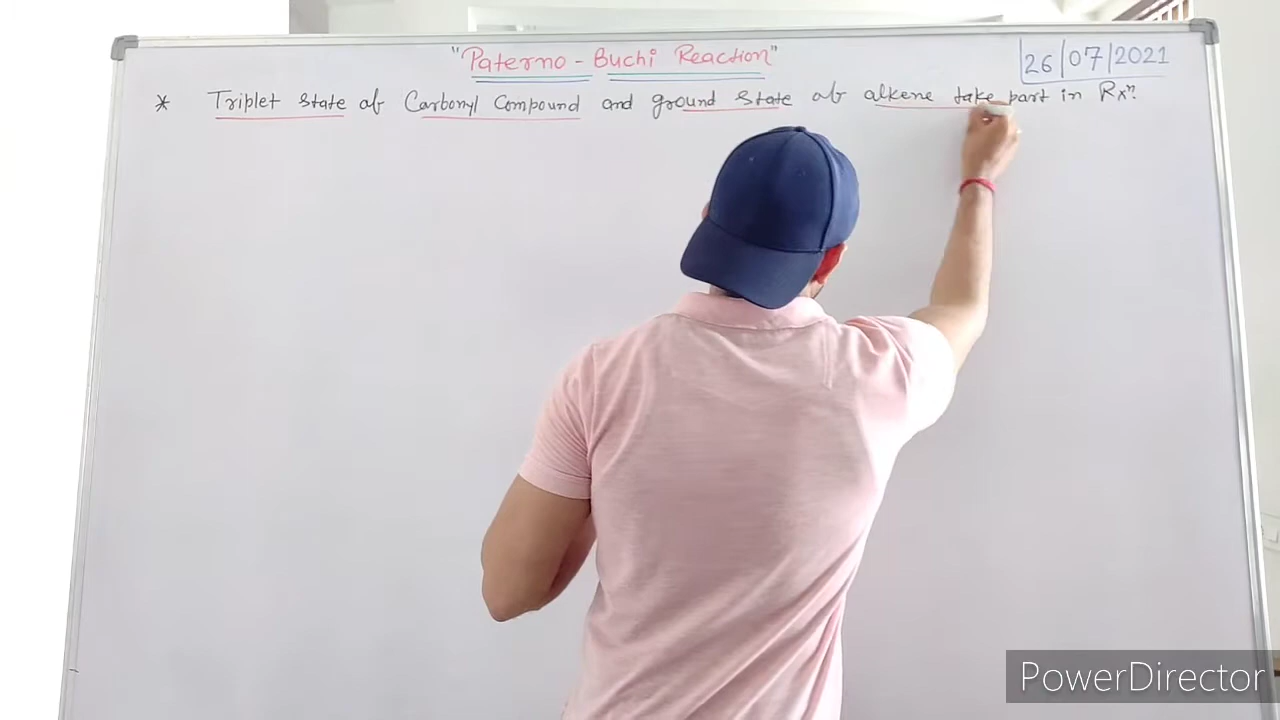 "Paterno - Buchi Reaction"
26/07/2021
* Triplet state of Carbonyl Compound and ground state of alkene take part in Rxn.
PowerDirector